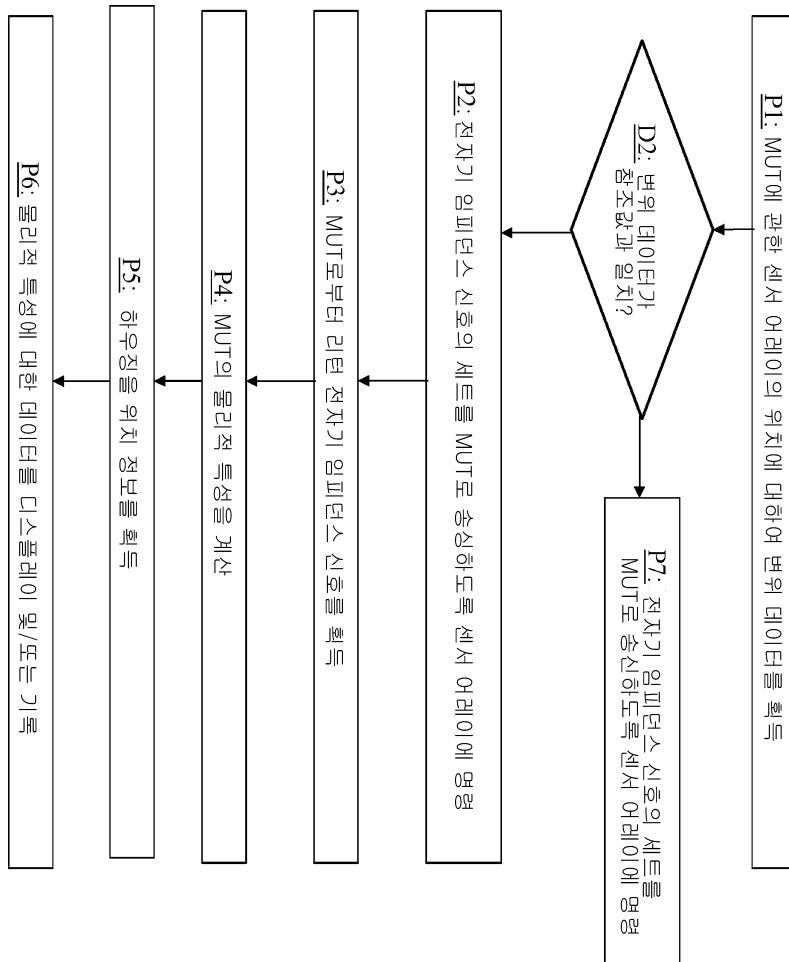 P1: MUT에 관한 센서 어레이의 위치에 대하여 변위 데이터를 획득
D2: 변위 데이터가
참조값과 일치?
P7: 전자기 임피던스 신호의 세트를
MUT로 송신하도록 센서 어레이에 명령
P2: 전자기 임피던스 신호의 세트를 MUT로 송싱하도록 센서 어레이에 명령
P3: MUT로부터 리턴 전자기 임피던스 신호를 획득
P4: MUT의 물리적 특성을 계산
P5: 하우징을 위치 정보를 획득
P6: 물리적 특성에 대한 데이터를 디스플레이 및/또는 기록